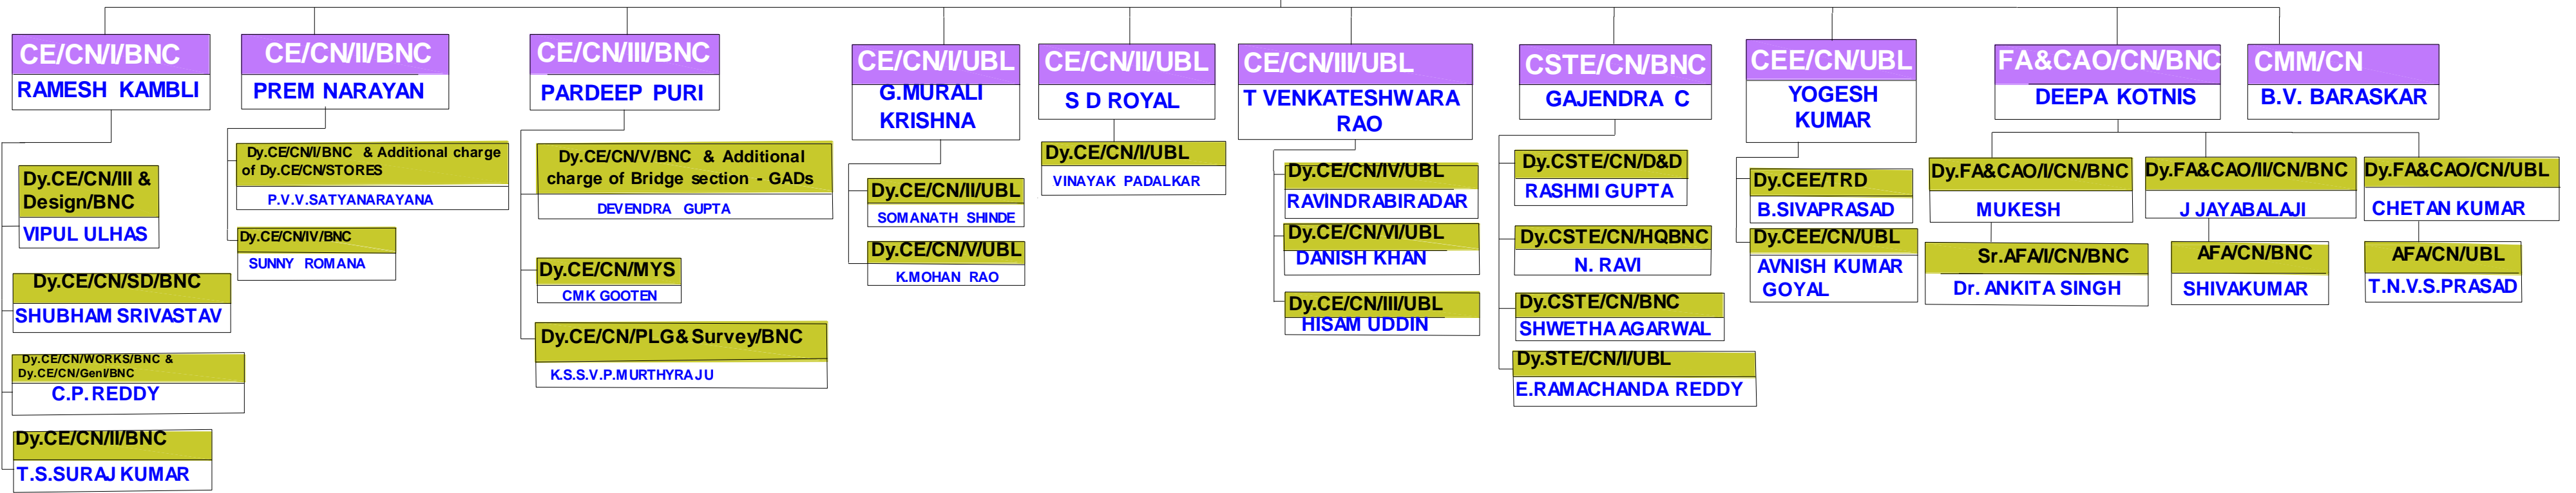 CE/CN/I/BNC
RAMESH KAMBLI
Dy.CE/CN/III &
Design/BNC
VIPUL ULHAS
Dy.CE/CN/SD/BNC
SHUBHAM SRIVASTAV
Dy.CE/CN/WORKS/BNC &
Dy.CE/CN/Genl/BNC
C.P. REDDY
Dy.CE/CN/II/BNC
T.S.SURAJ KUMAR
CE/CN/II/BNC
PREM NARAYAN
Dy.CE/CN/I/BNC & Additional charge
of Dy.CE/CN/STORES
P.V.V.SATYANARAYANA
Dy.CE/CN/IV/BNC
SUNNY ROMANA
CE/CN/III/BNC
PARDEEP PURI
Dy.CE/CN/V/BNC & Additional
charge of Bridge section - GADs
DEVENDRA GUPTA
Dy.CE/CN/MYS
CMK GOOTEN
Dy.CE/CN/PLG& Survey/BNC
K.S.S.V.P.MURTHYRAJU
CE/CN/I/UBL
G.MURALI
KRISHNA
Dy.CE/CN/II/UBL
SOMANATH SHINDE
Dy.CE/CN/V/UBL
K.MOHAN RAO
CE/CN/II/UBL
S D ROYAL
Dy.CE/CN/I/UBL
VINAYAK PADALKAR
CE/CN/III/UBL
T VENKATESHWARA
RAO
Dy.CE/CN/IV/UBL
RAVINDRABIRADAR
Dy.CE/CN/VI/UBL
DANISH KHAN
Dy.CE/CN/III/UBL
HISAM UDDIN
CSTE/CN/BNC
GAJENDRA C
Dy.CSTE/CN/D&D
RASHMI GUPTA
Dy.CSTE/CN/HQBNC
N. RAVI
Dy.CSTE/CN/BNC
SHWETHA AGARWAL
Dy.STE/CN/I/UBL
E.RAMACHANDA REDDY
CEE/CN/UBL
YOGESH
KUMAR
Dy.CEE/TRD
B.SIVAPRASAD
Dy.CEE/CN/UBL
AVNISH KUMAR
GOYAL
FA&CAO/CN/BNC
DEEPA KOTNIS
Dy.FA&CAO/I/CN/BNC
MUKESH
Sr.AFA/I/CN/BNC
Dr. ANKITA SINGH
Dy.FA&CAO/II/CN/BNC
J JAYABALAJI
AFA/CN/BNC
SHIVAKUMAR
Dy.FA&CAO/CN/UBL
CHETAN KUMAR
AFA/CN/UBL
T.N.V.S.PRASAD
CMM/CN
B.V. BARASKAR